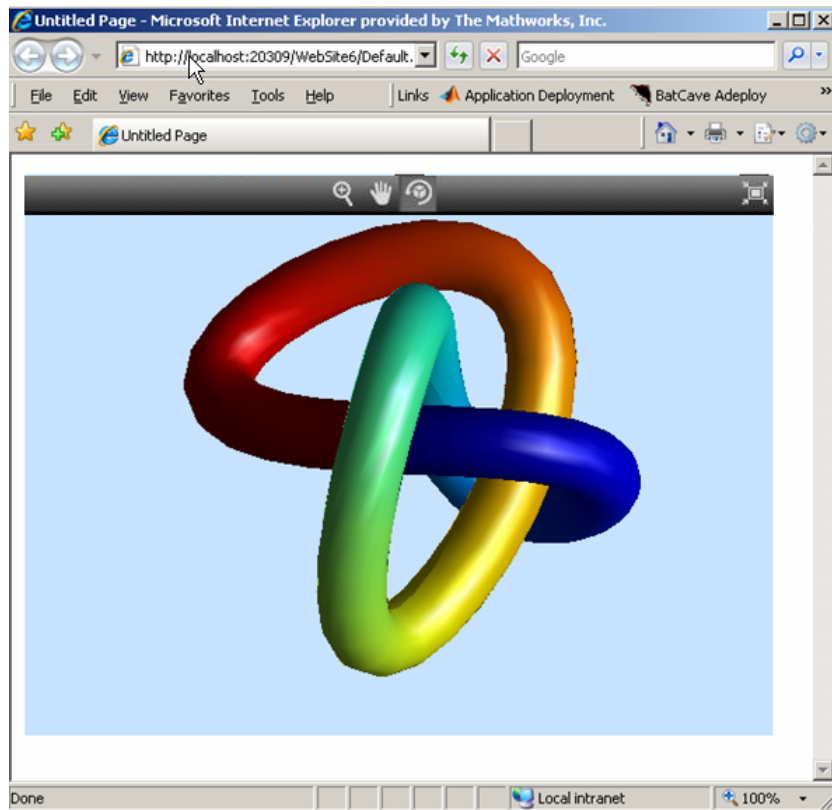 Untitled Page - Microsoft Internet Explorer provided by The Mathworks, Inc.
http://localhost:20309/WebSite6/Default.
Google
File Edit View Favorites Tools Help Links Application Deployment BatCave Adeploy »
Untitled Page
Done Local intranet 100%